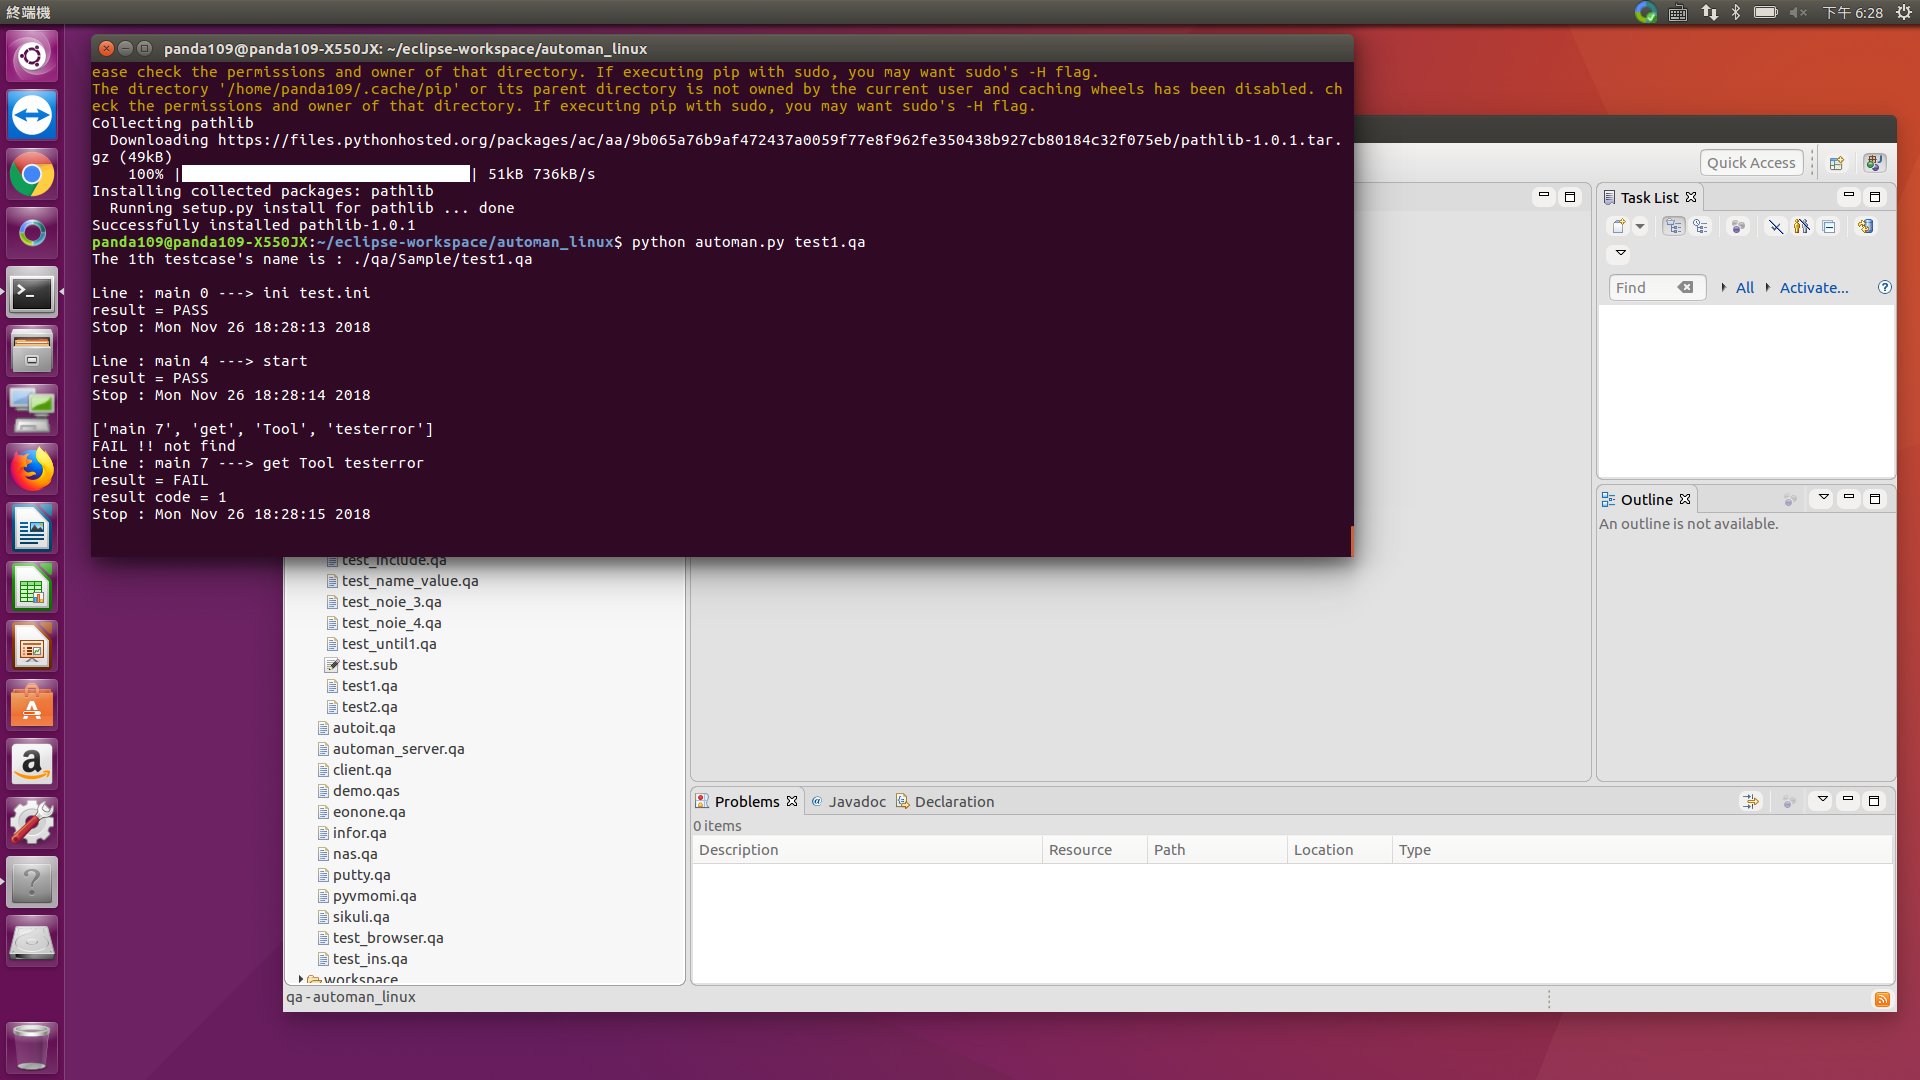 終端機
下午 6:28
panda109@panda109-X550JX: ~/eclipse-workspace/automan_linux
ease check the permissions and owner of that directory. If executing pip with sudo, you may want sudo's -H flag.
The directory '/home/panda109/.cache/pip' or its parent directory is not owned by the current user and caching wheels has been disabled. ch
eck the permissions and owner of that directory. If executing pip with sudo, you may want sudo's -H flag.
Collecting pathlib
Downloading https://files.pythonhosted.org/packages/ac/aa/9b065a76b9af472437a0059f77e8f962fe350438b927cb80184c32f075eb/pathlib-1.0.1.tar.
gz (49kB)
100% | | 51kB 736kB/s
Installing collected packages: pathlib
Running setup.py install for pathlib ... done
Successfully installed pathlib-1.0.1
panda109@panda109-X550JX:~/eclipse-workspace/automan_linux$ python automan.py test1.qa
The 1th testcase's name is : ./qa/Sample/test1.qa
Line : main 0 ---> ini test.ini
result = PASS
Stop : Mon Nov 26 18:28:13 2018
Line : main 4 ---> start
result = PASS
Stop : Mon Nov 26 18:28:14 2018
['main 7', 'get', 'Tool', 'testerror']
FAIL !! not find
Line : main 7 ---> get Tool testerror
result = FAIL
result code = 1
Stop : Mon Nov 26 18:28:15 2018
Quick Access
Task List
Find
All
Activate...
Outline
An outline is not available.
test_include.qa
test_name_value.qa
test_noie_3.qa
test_noie_4.qa
test_until1.qa
test.sub
test1.qa
test2.qa
autoit.qa
automan_server.qa
client.qa
demo.qas
eonone.qa
infor.qa
nas.qa
putty.qa
pyvmomi.qa
sikuli.qa
test_browser.qa
test_ins.qa
workspace
Problems
@ Javadoc
Declaration
0 items
Description
Resource
Path
Location
Type
qa - automan_linux